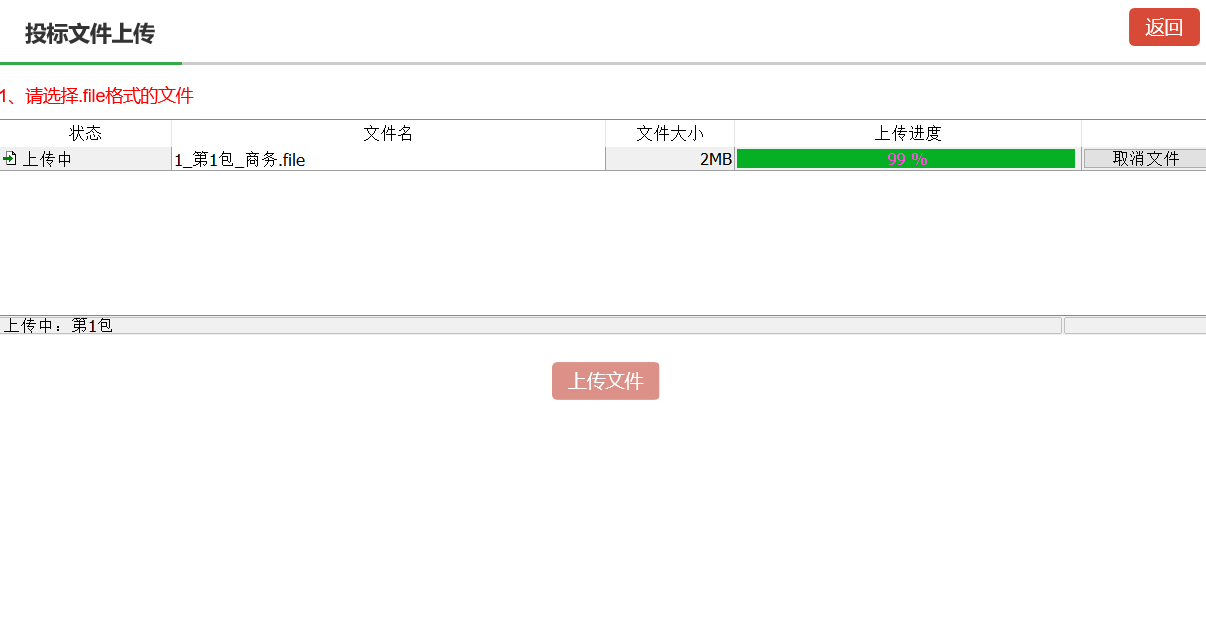 投标文件上传
返回
1、请选择.file格式的文件
状态 文件名 文件大小 上传进度
上传中 1_第1包_商务.file 2MB 99 % 取消文件
上传中：第1包
上传文件